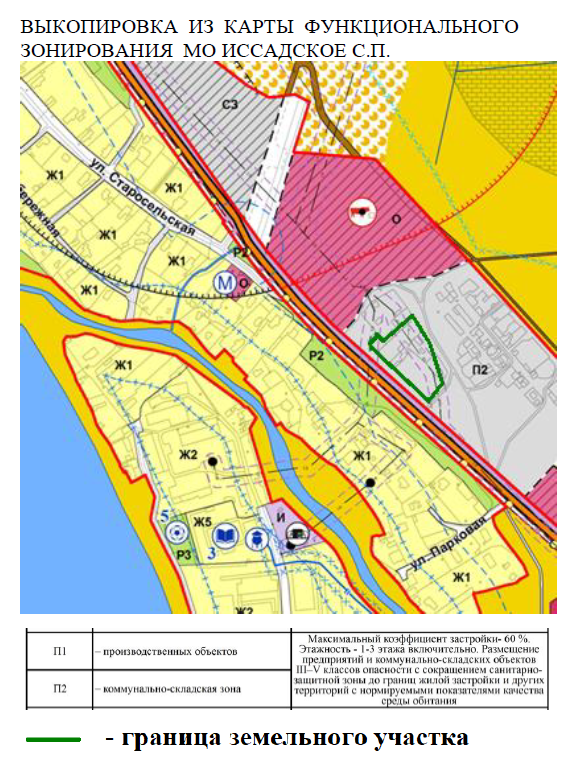 ВЫКОПИРОВКА ИЗ КАРТЫ ФУНКЦИОНАЛЬНОГО
ЗОНИРОВАНИЯ МО ИССАДСКОЕ С.П.
СЗ
ул. Старосельская
Ж1
Ж1
бережная
Ж1
О
Ж1
Р2
М
О
Ж1
Р2
П2
Ж1
Ж2
Ж1
5
Ж5
И
3
Р3
ул. Парковая
Ж1
Ж2
П1
– производственных объектов
П2
– коммунально-складская зона
Максимальный коэффициент застройки- 60 %.
Этажность - 1-3 этажа включительно. Размещение
предприятий и коммунально-складских объектов
III–V классов опасности с сокращением санитарно-
защитной зоны до границ жилой застройки и других
территорий с нормируемыми показателями качества
среды обитания
- граница земельного участка